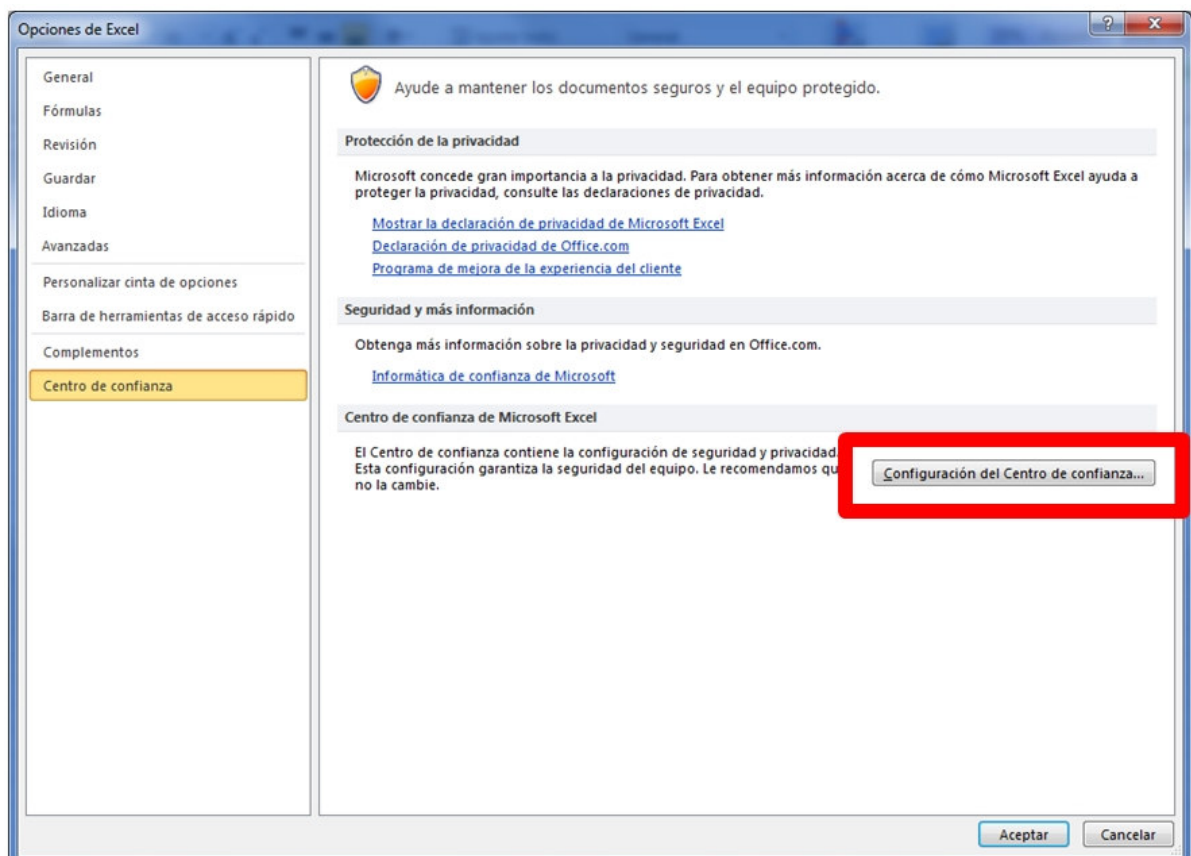 Opciones de Excel
?
General
Fórmulas
Revisión
Guardar
Idioma
Avanzadas
Personalizar cinta de opciones
Barra de herramientas de acceso rápido
Complementos
Centro de confianza
Ayude a mantener los documentos seguros y el equipo protegido.
Protección de la privacidad
Microsoft concede gran importancia a la privacidad. Para obtener más información acerca de cómo Microsoft Excel ayuda a
proteger la privacidad, consulte las declaraciones de privacidad.
Mostrar la declaración de privacidad de Microsoft Excel
Declaración de privacidad de Office.com
Programa de mejora de la experiencia del cliente
Seguridad y más información
Obtenga más información sobre la privacidad y seguridad en Office.com.
Informática de confianza de Microsoft
Centro de confianza de Microsoft Excel
El Centro de confianza contiene la configuración de seguridad y privacidad.
Esta configuración garantiza la seguridad del equipo. Le recomendamos qu
no la cambie.
Configuración del Centro de confianza...
Aceptar
Cancelar